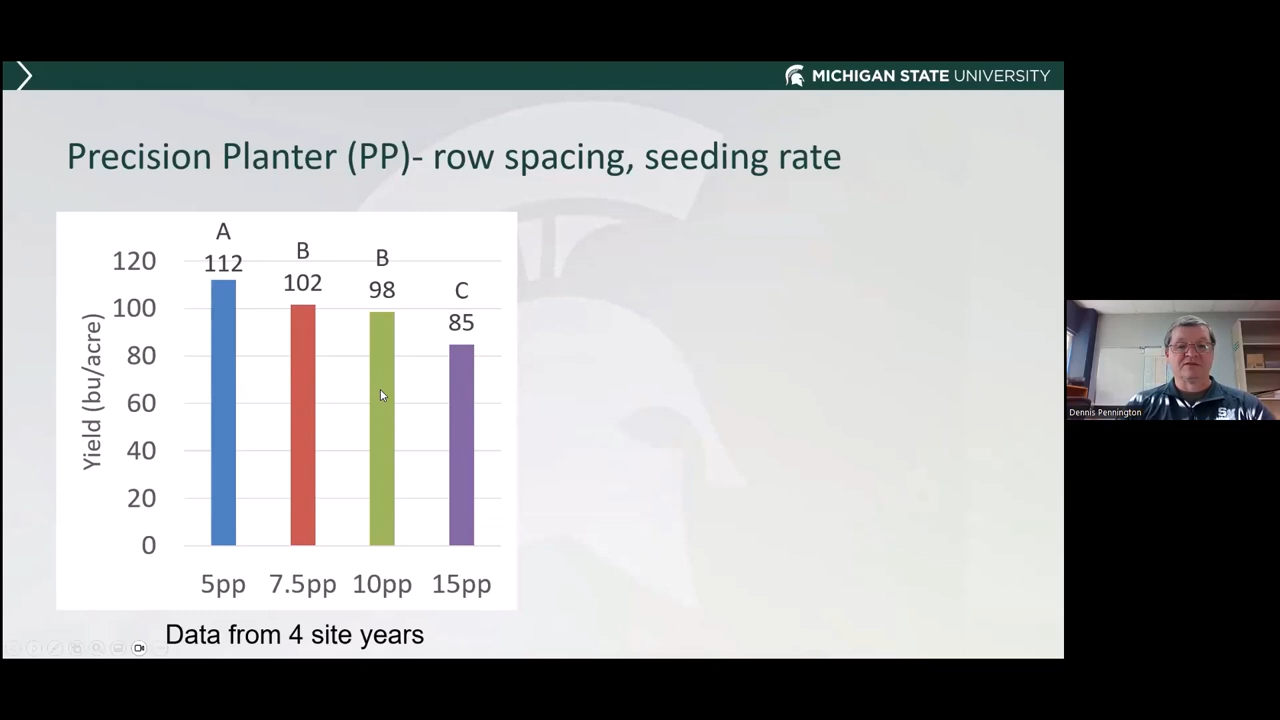 MICHIGAN STATE UNIVERSITY
Precision Planter (PP)- row spacing, seeding rate
A
B
B
C
112
102
98
85
120
100
80
60
40
20
0
Yield (bu/acre)
5pp 7.5pp 10pp 15pp
Data from 4 site years
Dennis Pennington